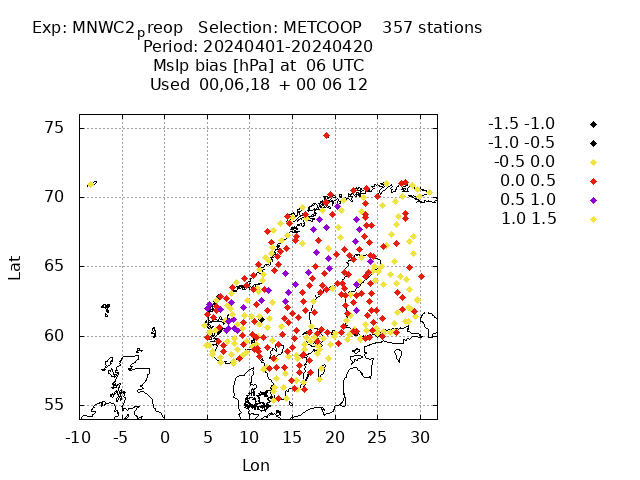 Exp: MNWC2preop Selection: METCOOP 357 stations
Period: 20240401-20240420
Mslp bias [hPa] at 06 UTC
Used 00,06,18 + 00 06 12
-1.5 -1.0
-1.0 -0.5
-0.5 0.0
0.0 0.5
0.5 1.0
1.0 1.5
75
70
65
60
55
Lat
-10 -5 0 5 10 15 20 25 30
Lon